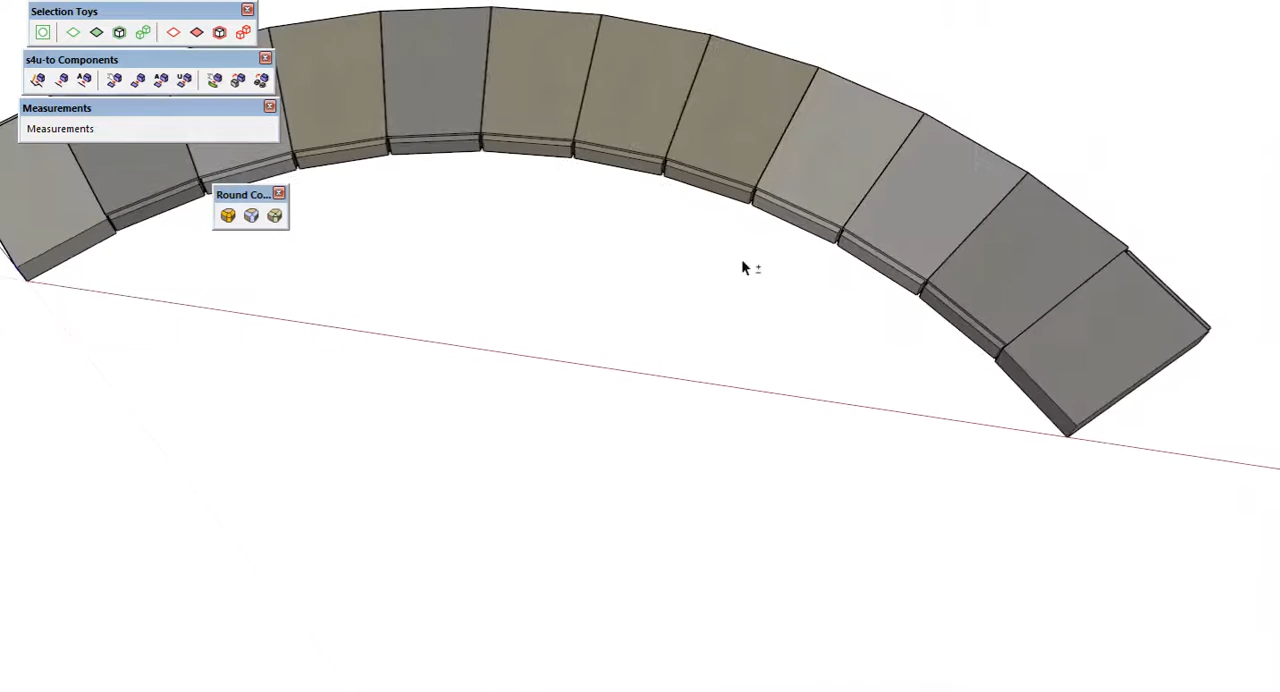 Selection Toys
s4u-to Components
Measurements
Measurements
Round Co...